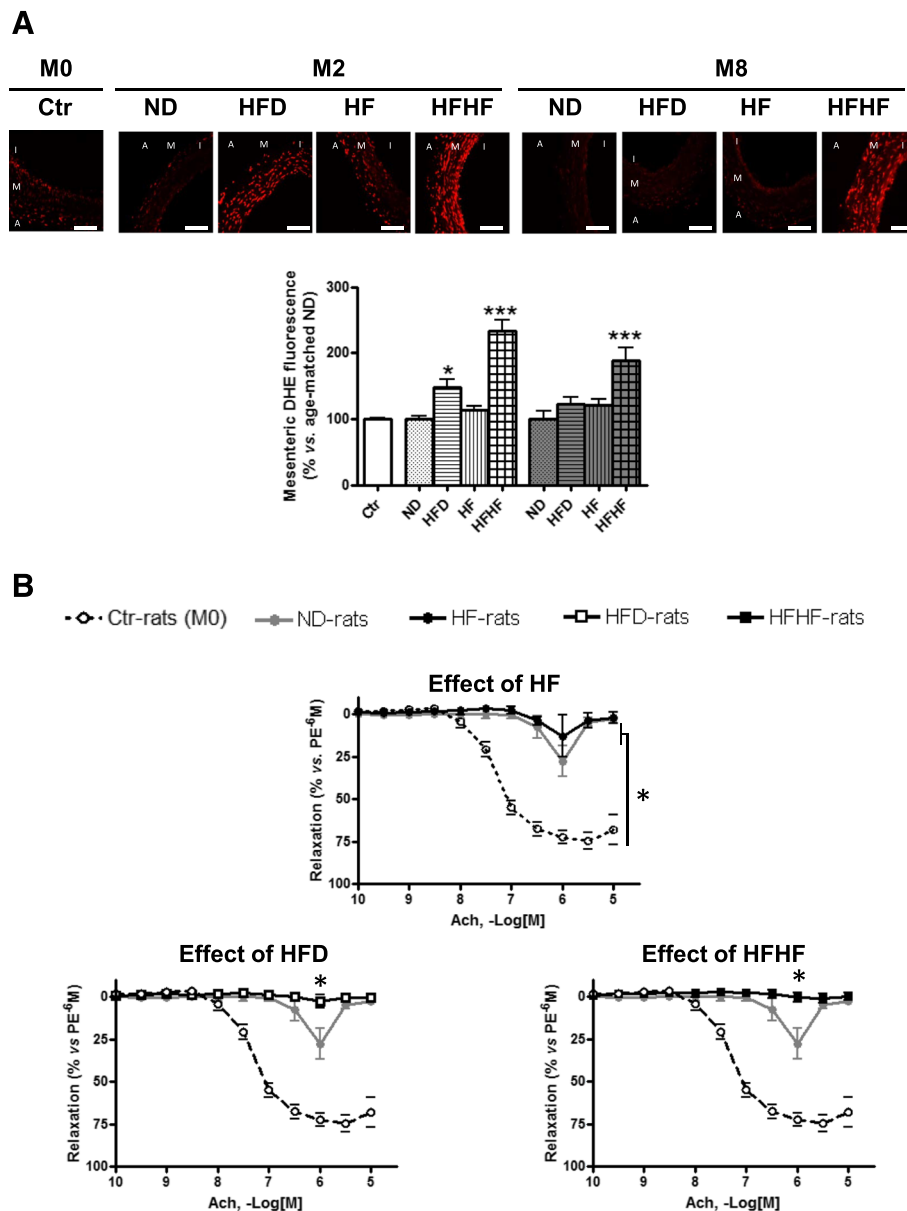 A
M0 M2 M8
Ctr ND HFD HF HFHF ND HFD HF HFHF
I M A A M I A M I A M I A M I A M I I M A I M A A M I
Mesenteric DHE fluorescence
(% vs. age-matched ND)
300
200
100
0
* *** ***
Ctr ND HFD HF HFHF ND HFD HF HFHF
B
Ctr-rats (M0) ND-rats HF-rats HFD-rats HFHF-rats
Effect of HF
Relaxation (% vs. PE-⁶M)
0
25
50
75
100
*
10 9 8 7 6 5
Ach, -Log[M]
Effect of HFD
*
Relaxation (% vs PE-⁶M)
0
25
50
75
100
10 9 8 7 6 5
Ach, -Log[M]
Effect of HFHF
*
Relaxation (% vs PE-⁶M)
0
25
50
75
100
10 9 8 7 6 5
Ach, -Log[M]